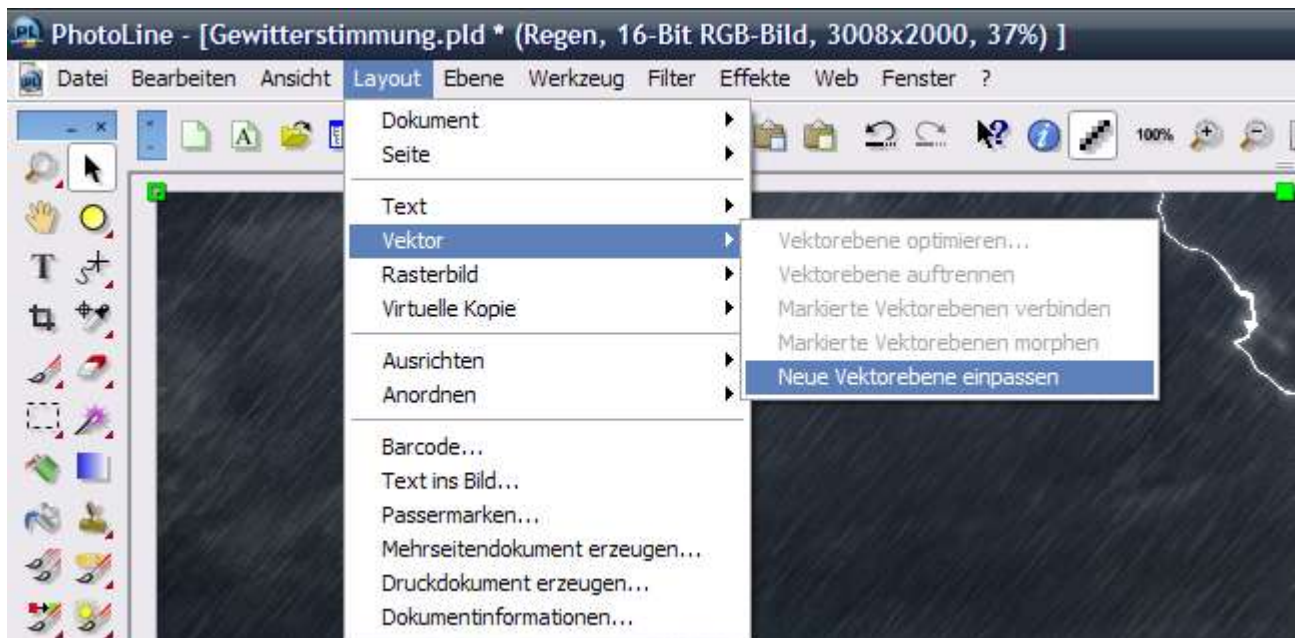 PhotoLine - [Gewitterstimmung.pld * (Regen, 16-Bit RGB-Bild, 3008x2000, 37%) ]
Datei Bearbeiten Ansicht Layout Ebene Werkzeug Filter Effekte Web Fenster ?
100%
Dokument
Seite
Text
Vektor
Rasterbild
Virtuelle Kopie
Ausrichten
Anordnen
Barcode...
Text ins Bild...
Passermarken...
Mehrseitendokument erzeugen...
Druckdokument erzeugen...
Dokumentinformationen...
Vektorebene optimieren...
Vektorebene auftrennen
Markierte Vektorebenen verbinden
Markierte Vektorebenen morphen
Neue Vektorebene einpassen